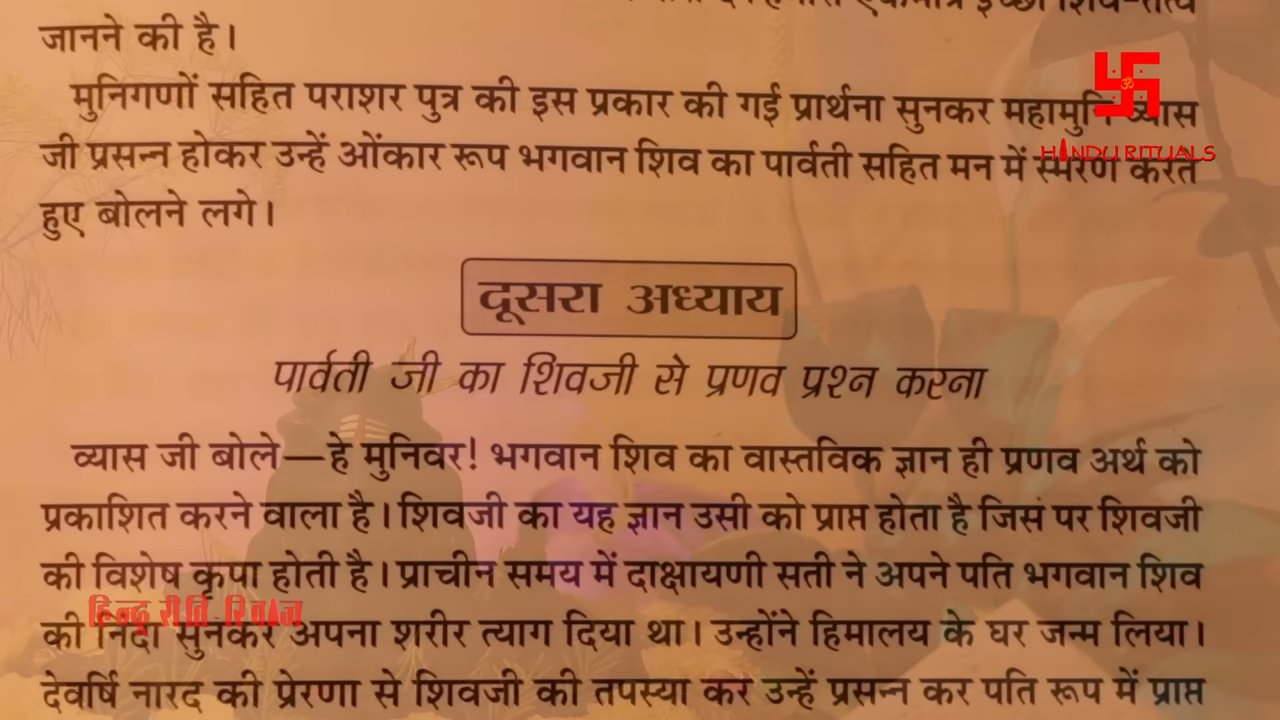 इच्छा शिव-तत्व
जानने की है।
मुनिगणों सहित पराशर पुत्र की इस प्रकार की गई प्रार्थना सुनकर महामुनि व्यास
जी प्रसन्न होकर उन्हें ओंकार रूप भगवान शिव का पार्वती सहित मन में स्मरण करते
हुए बोलने लगे।
HINDU RITUALS
दूसरा अध्याय
पार्वती जी का शिवजी से प्रणव प्रश्न करना
व्यास जी बोले—हे मुनिवर! भगवान शिव का वास्तविक ज्ञान ही प्रणव अर्थ को
प्रकाशित करने वाला है। शिवजी का यह ज्ञान उसी को प्राप्त होता है जिसं पर शिवजी
की विशेष कृपा होती है। प्राचीन समय में दाक्षायणी सती ने अपने पति भगवान शिव
की निंदा सुनकर अपना शरीर त्याग दिया था। उन्होंने हिमालय के घर जन्म लिया।
हिन्दू रीति-रिवाज
देवर्षि नारद की प्रेरणा से शिवजी की तपस्या कर उन्हें प्रसन्न कर पति रूप में प्राप्त